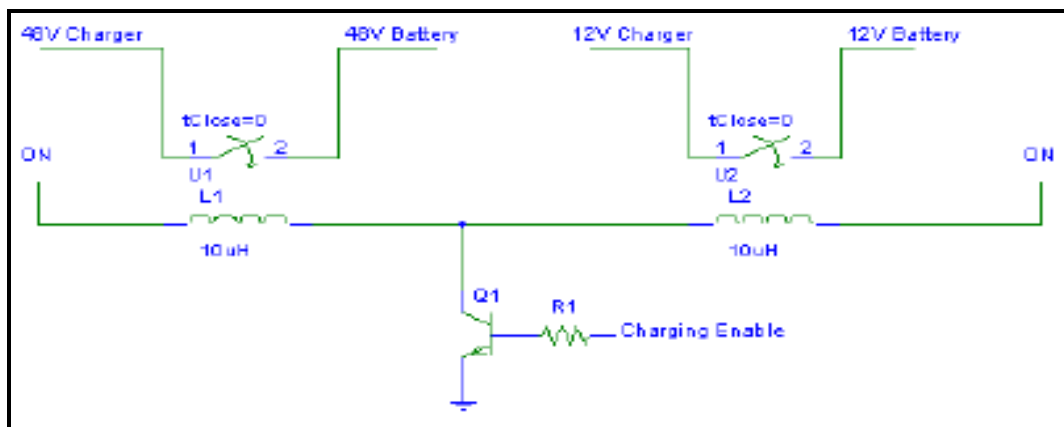 48V Charger 48V Battery 12V Charger 12V Battery
tClose=0 tClose=0
ON 1 2 1 2 ON
U1 U2
L1 L2
10uH 10uH
Q1 R1
Charging Enable